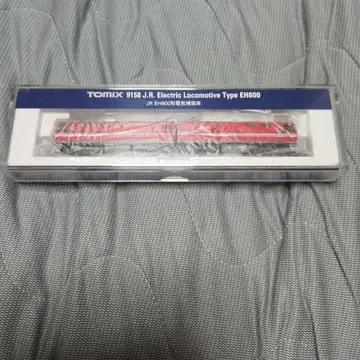 TOMIX 9158 J.R. Electric Locomotive Type EH800
JR EH800形電気機関車